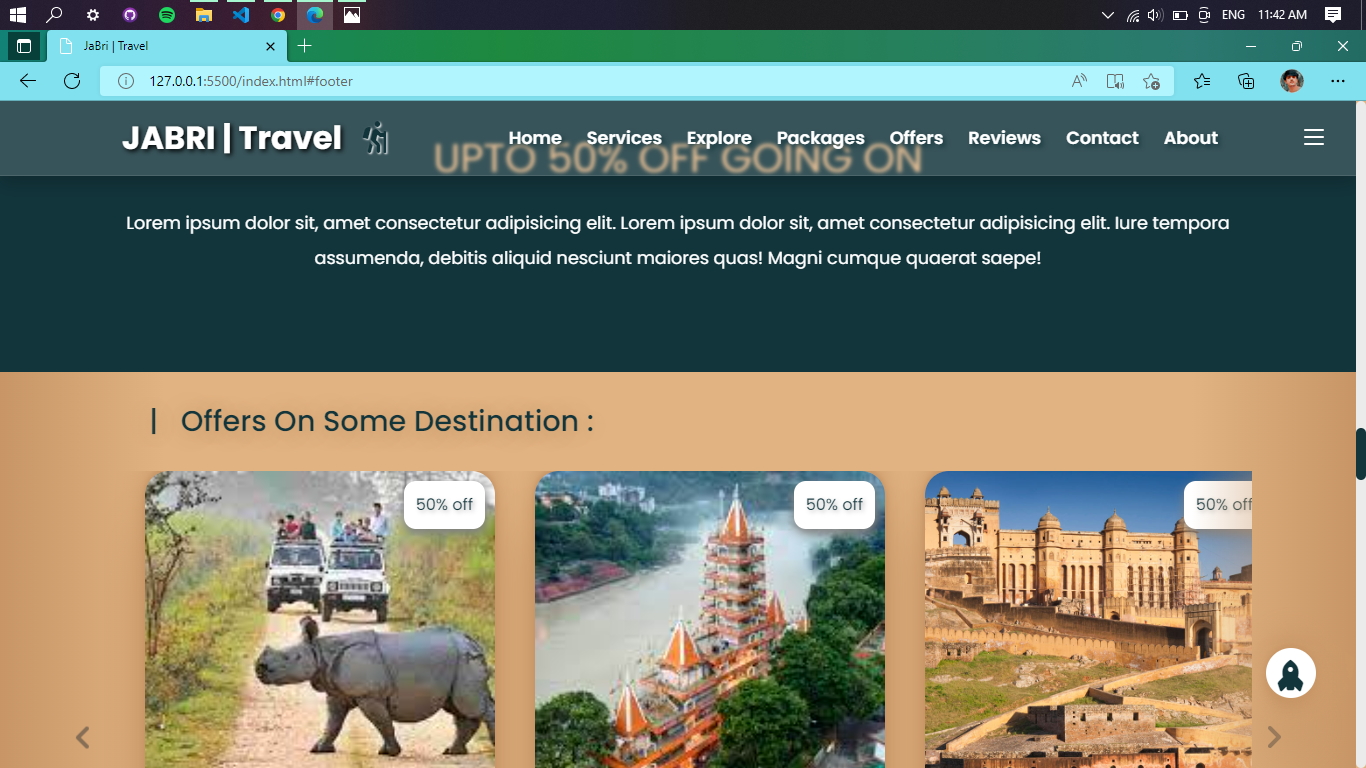 ENG 11:42 AM
JaBri | Travel
127.0.0.1:5500/index.html#footer
JABRI | Travel
Home Services Explore Packages Offers Reviews Contact About
UPTO 50% OFF GOING ON
Lorem ipsum dolor sit, amet consectetur adipisicing elit. Lorem ipsum dolor sit, amet consectetur adipisicing elit. Iure tempora
assumenda, debitis aliquid nesciunt maiores quas! Magni cumque quaerat saepe!
| Offers On Some Destination :
50% off 50% off 50% off